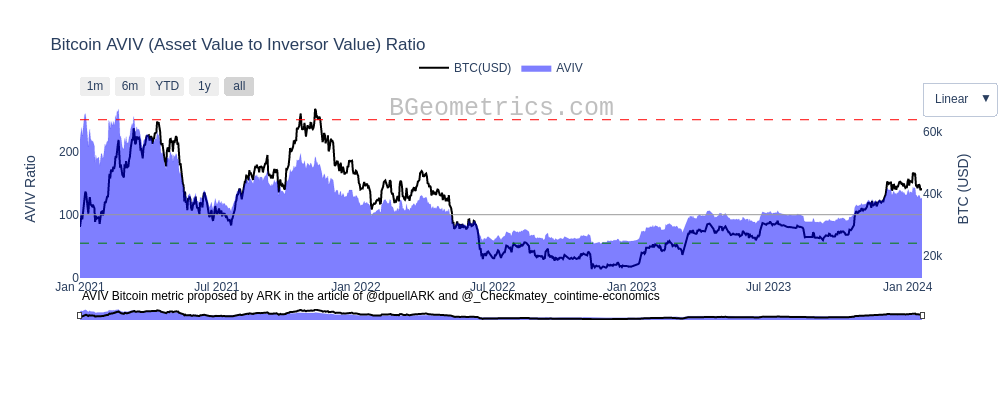 Bitcoin AVIV (Asset Value to Inversor Value) Ratio
BTC(USD) AVIV
1m 6m YTD 1y all
Linear ▼
BGeometrics.com
200
100
0
AVIV Ratio
60k
40k
20k
BTC (USD)
Jan 2021 Jul 2021 Jan 2022 Jul 2022 Jan 2023 Jul 2023 Jan 2024
AVIV Bitcoin metric proposed by ARK in the article of @dpuellARK and @_Checkmatey_cointime-economics